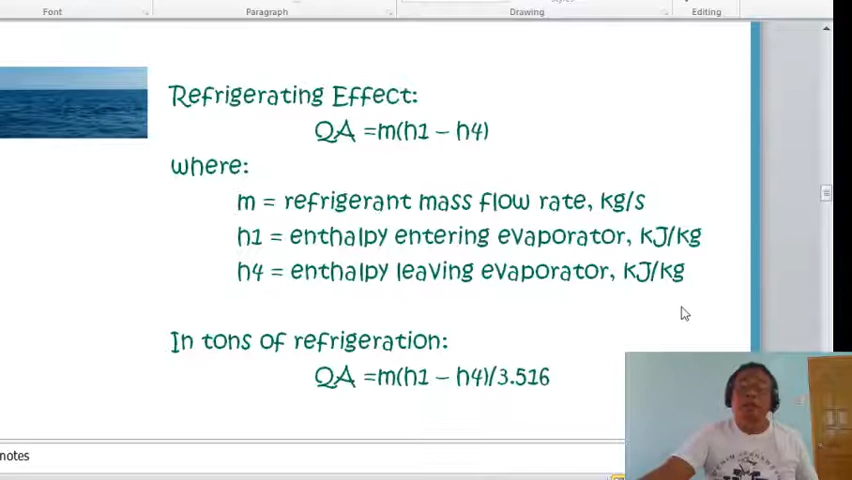 Font
Paragraph
Drawing
Editing
Refrigerating Effect:
QA =m(h1 – h4)
where:
m = refrigerant mass flow rate, kg/s
h1 = enthalpy entering evaporator, kJ/kg
h4 = enthalpy leaving evaporator, kJ/kg
In tons of refrigeration:
QA =m(h1 – h4)/3.516
notes